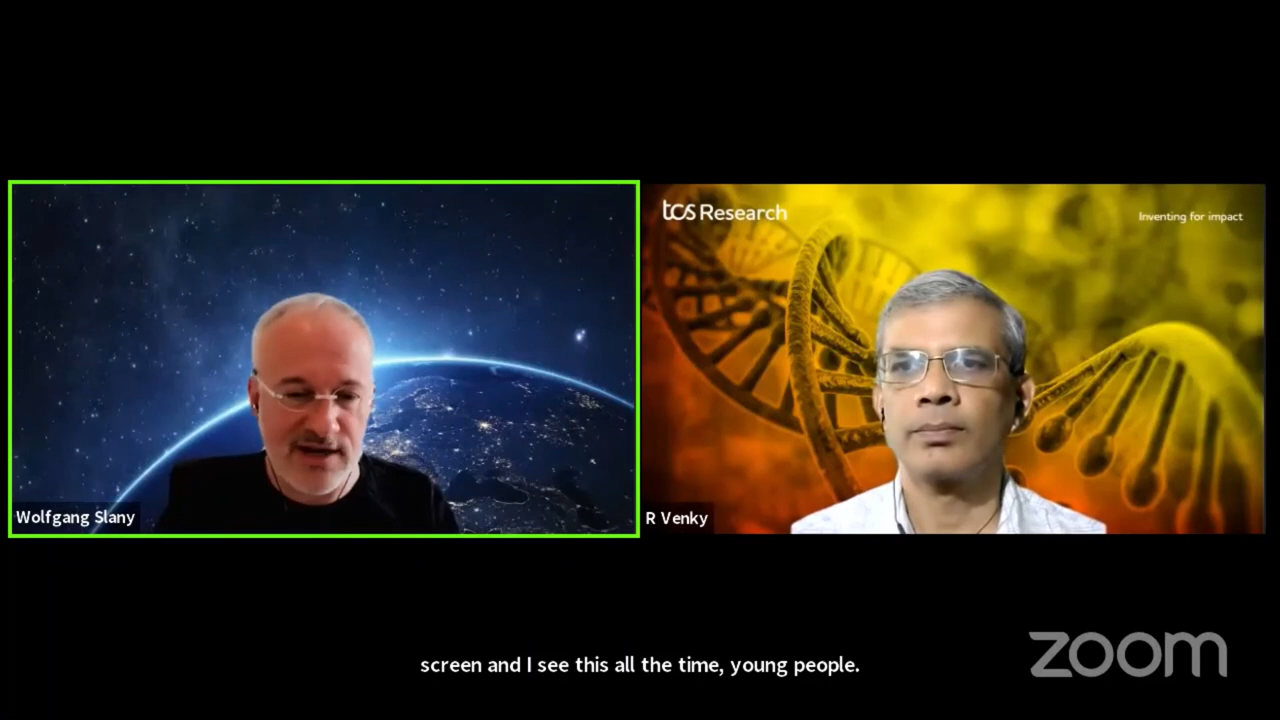 tcs Research
Inventing for impact
Wolfgang Slany
R Venky
screen and I see this all the time, young people.
zoom